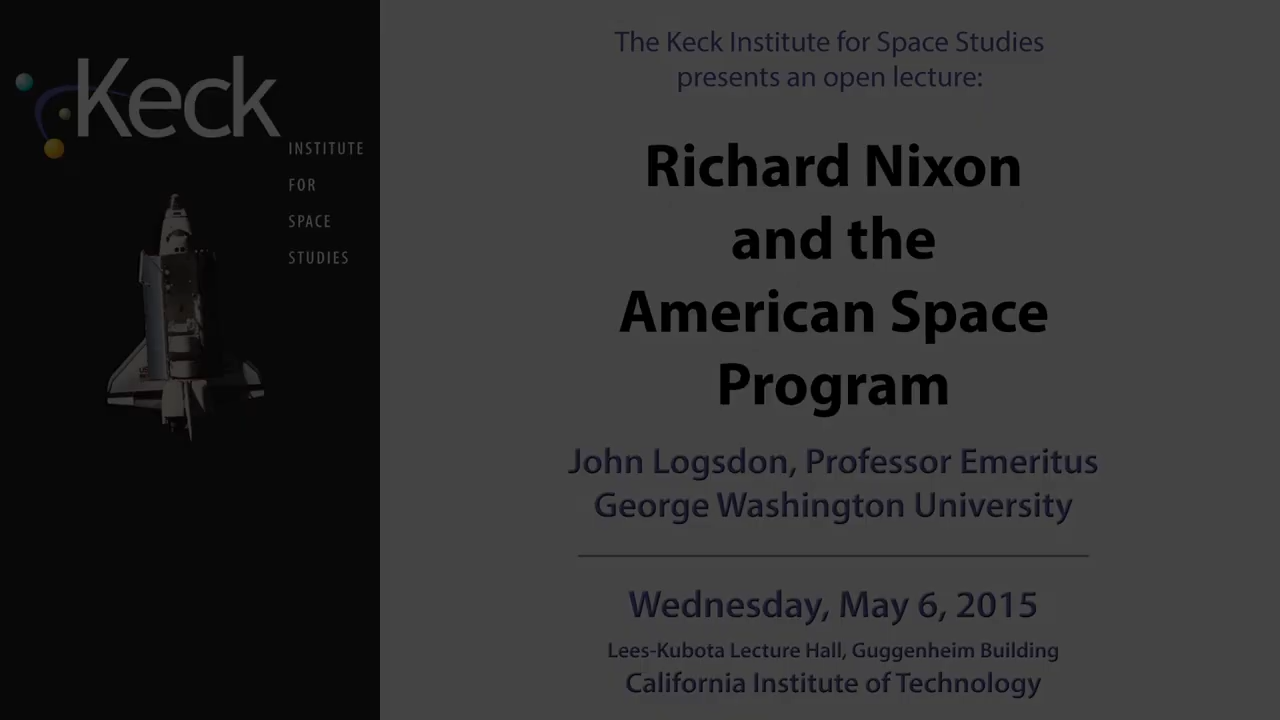 Keck
INSTITUTE
FOR
SPACE
STUDIES
The Keck Institute for Space Studies
presents an open lecture:
Richard Nixon
and the
American Space
Program
John Logsdon, Professor Emeritus
George Washington University
Wednesday, May 6, 2015
Lees-Kubota Lecture Hall, Guggenheim Building
California Institute of Technology